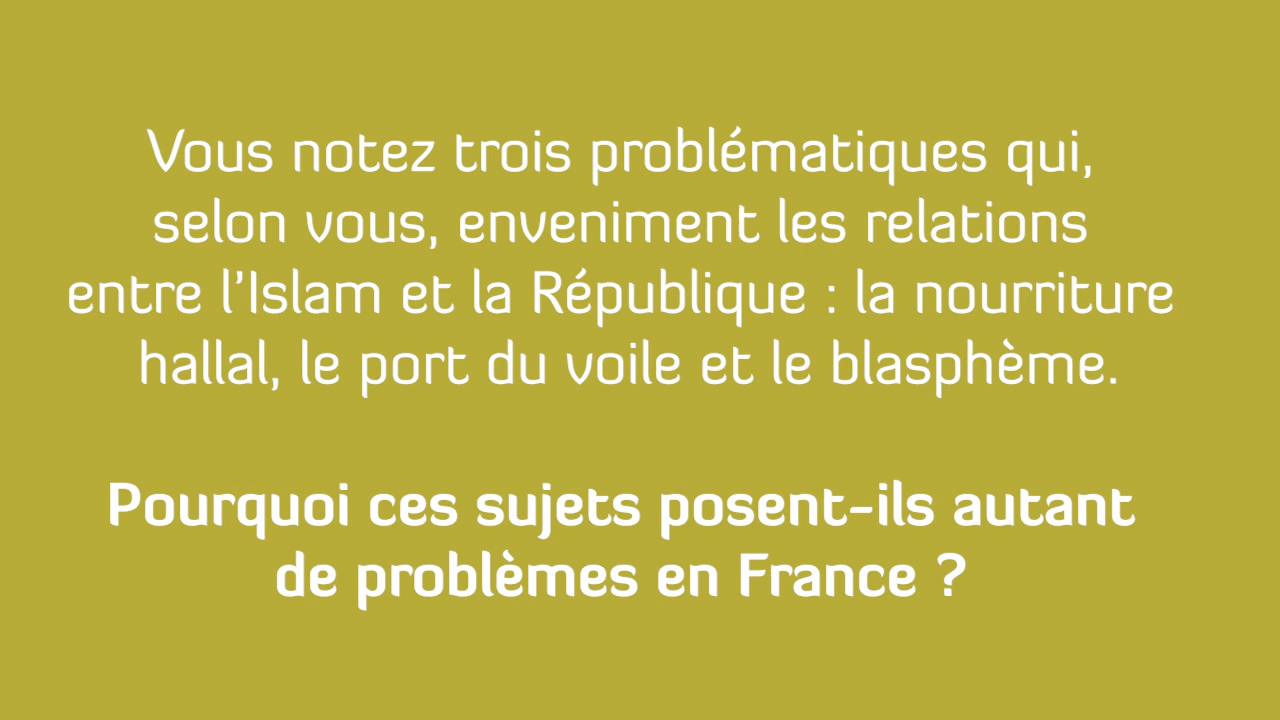 Vous notez trois problématiques qui,
selon vous, enveniment les relations
entre l'Islam et la République : la nourriture
hallal, le port du voile et le blasphème.
Pourquoi ces sujets posent-ils autant
de problèmes en France ?